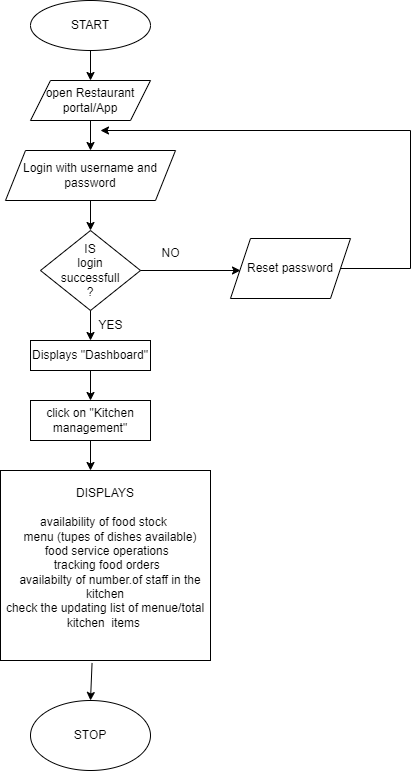 START
open Restaurant
portal/App
Login with username and
password
IS
login
successfull
?
NO
Reset password
YES
Displays "Dashboard"
click on "Kitchen
management"
DISPLAYS
availability of food stock
menu (tupes of dishes available)
food service operations
tracking food orders
availabilty of number.of staff in the
kitchen
check the updating list of menue/total
kitchen items
STOP